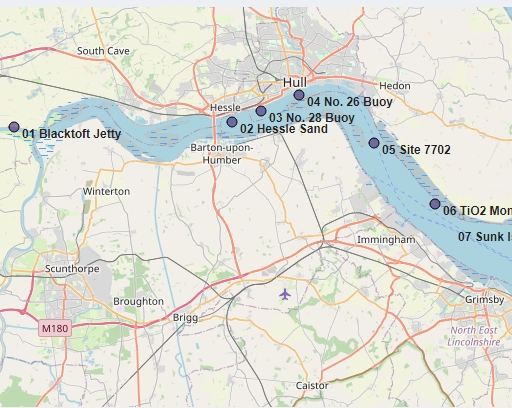 South Cave
Hull
Hedon
04 No. 26 Buoy
Hessle
03 No. 28 Buoy
02 Hessle Sand
01 Blacktoft Jetty
Barton-upon-
Humber
05 Site 7702
Winterton
06 TiO2 Mon
07 Sunk Is
Immingham
Scunthorpe
Broughton
Grimsby
Brigg
M180
North East
Lincolnshire
Caistor